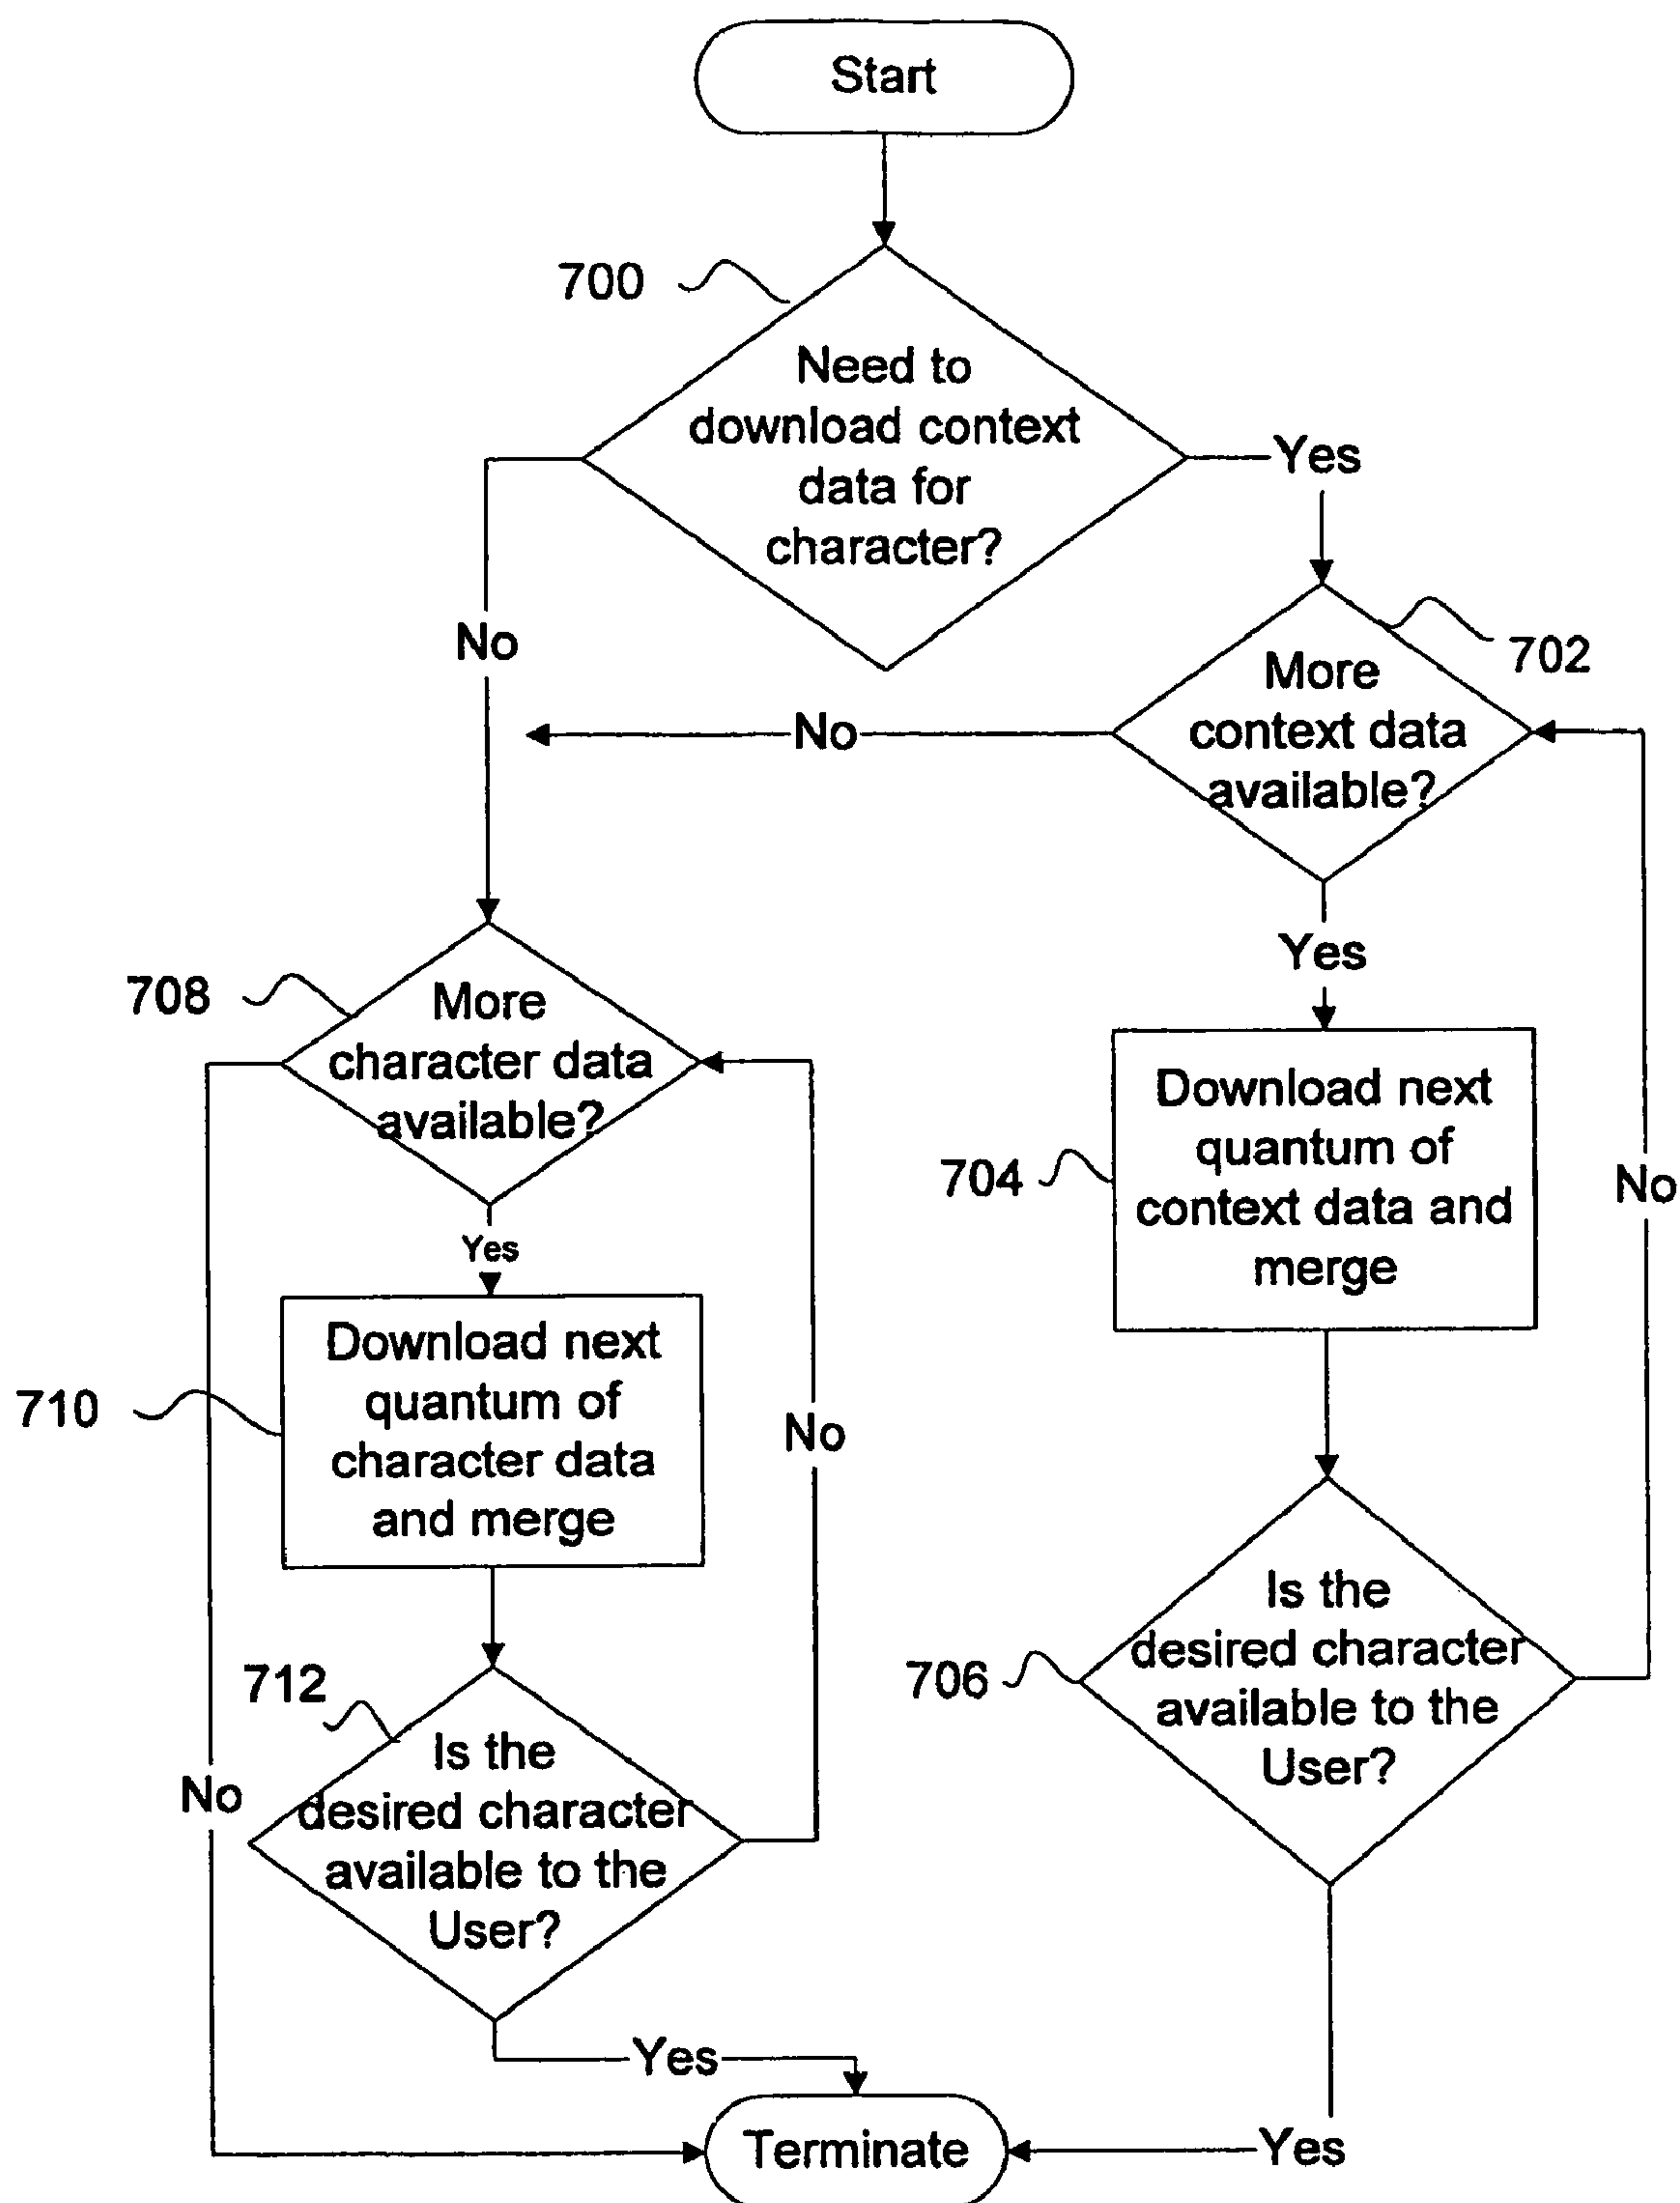 Start
700
Need to
download context
data for
character?
Yes
No
702
More
context data
available?
No
Yes
708
More
character data
available?
Yes
704
Download next
quantum of
context data and
merge
No
710
Download next
quantum of
character data
and merge
No
712
Is the
desired character
available to the
User?
706
Is the
desired character
available to the
User?
No
Yes
Terminate
Yes